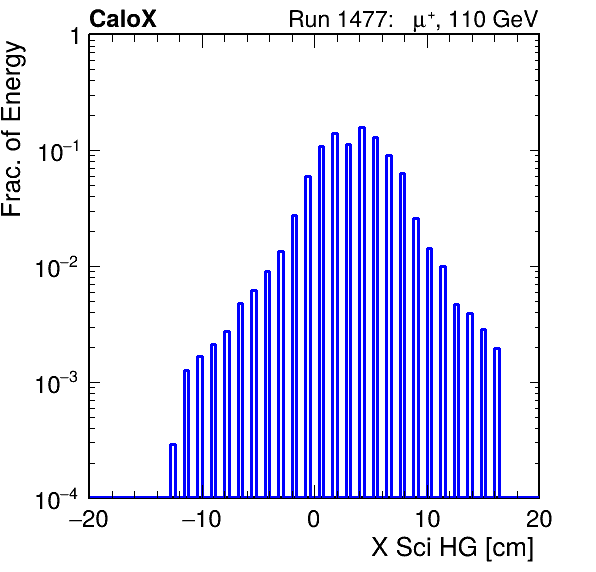 CaloX Run 1477: μ⁺, 110 GeV
Frac. of Energy
1
10⁻¹
10⁻²
10⁻³
10⁻⁴
−20 −10 0 10 20
X Sci HG [cm]